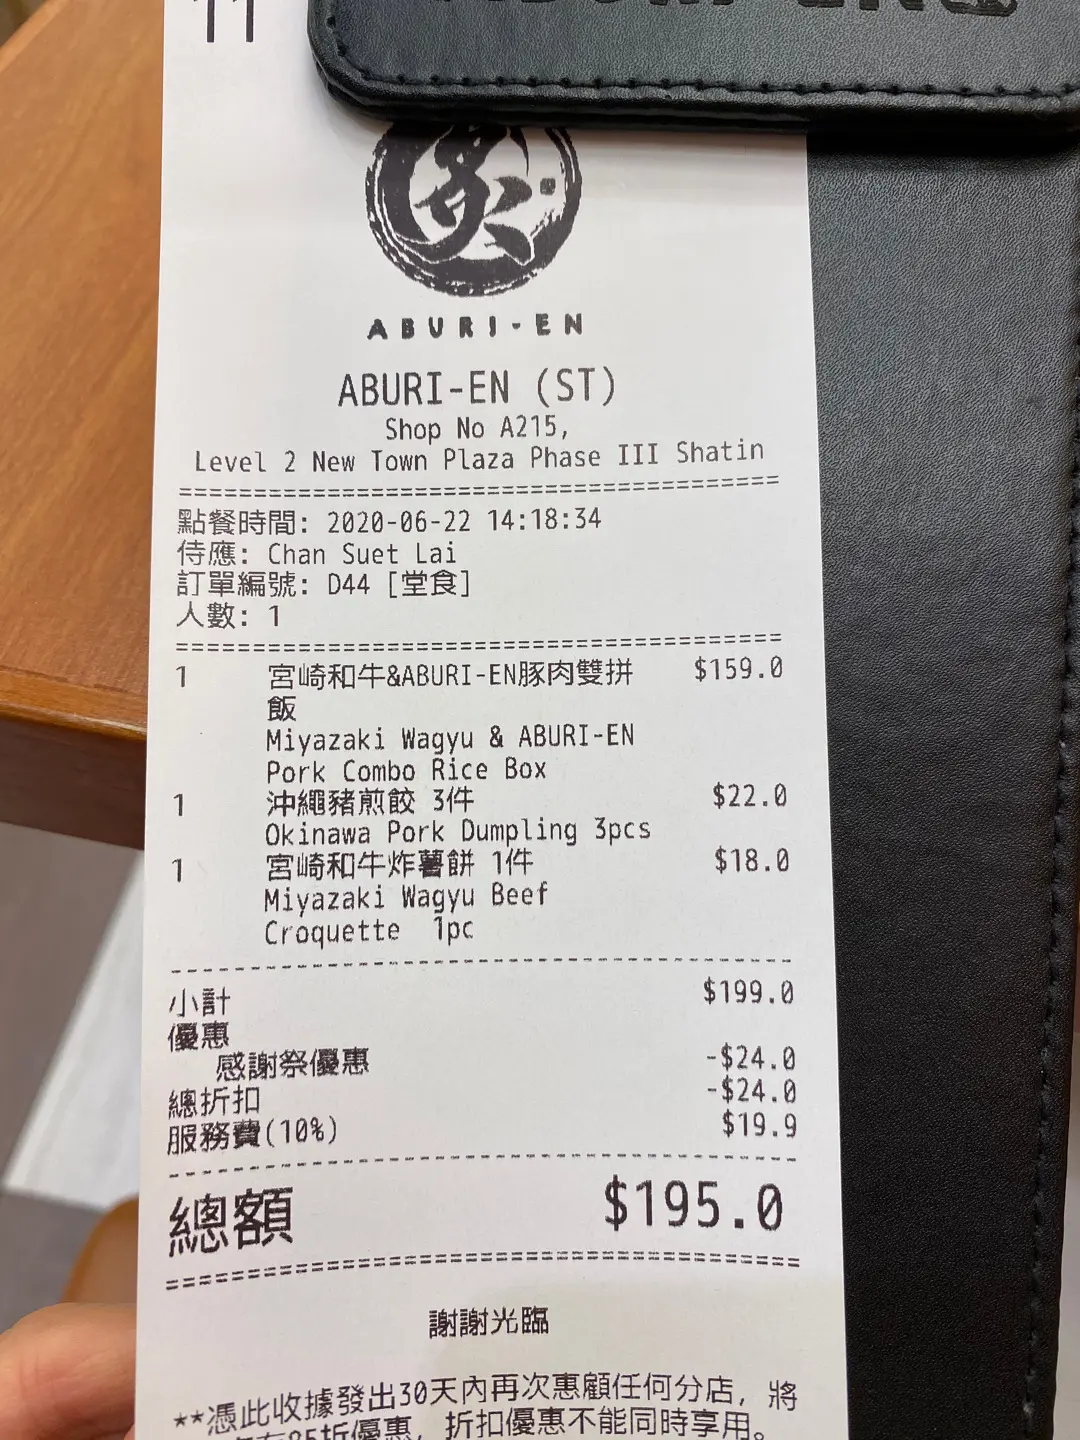 11
炙
ABURI-EN
ABURI-EN (ST)
Shop No A215,
Level 2 New Town Plaza Phase III Shatin
========================================
點餐時間: 2020-06-22 14:18:34
侍應: Chan Suet Lai
訂單編號: D44 [堂食]
人數: 1
========================================
1 宮崎和牛&ABURI-EN豚肉雙拼 $159.0
飯
Miyazaki Wagyu & ABURI-EN
Pork Combo Rice Box
1 沖繩豬煎餃 3件 $22.0
Okinawa Pork Dumpling 3pcs
1 宮崎和牛炸薯餅 1件 $18.0
Miyazaki Wagyu Beef
Croquette 1pc
----------------------------------------
小計 $199.0
優惠
感謝祭優惠 -$24.0
總折扣 -$24.0
服務費(10%) $19.9
----------------------------------------
總額 $195.0
========================================
謝謝光臨
**憑此收據發出30天內再次惠顧任何分店, 將
85折優惠, 折扣優惠不能同時享用。